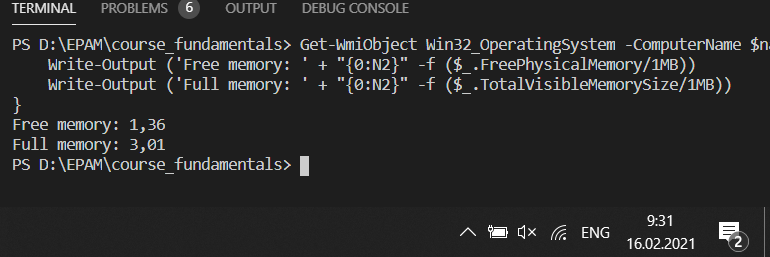 TERMINAL PROBLEMS 6 OUTPUT DEBUG CONSOLE
PS D:\EPAM\course_fundamentals> Get-WmiObject Win32_OperatingSystem -ComputerName
Write-Output ('Free memory: ' + "{0:N2}" -f ($_.FreePhysicalMemory/1MB))
Write-Output ('Full memory: ' + "{0:N2}" -f ($_.TotalVisibleMemorySize/1MB))
}
Free memory: 1,36
Full memory: 3,01
PS D:\EPAM\course_fundamentals>
ENG
9:31
16.02.2021
2